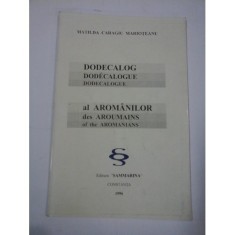 MATILDA CARAGIU MARIOȚEANU
DODECALOG
DODÉCALOGUE
DODECALOGUE
al AROMÂNILOR
des AROUMAINS
of the AROMANIANS
Editura "SAMMARINA"
CONSTANȚA
1996